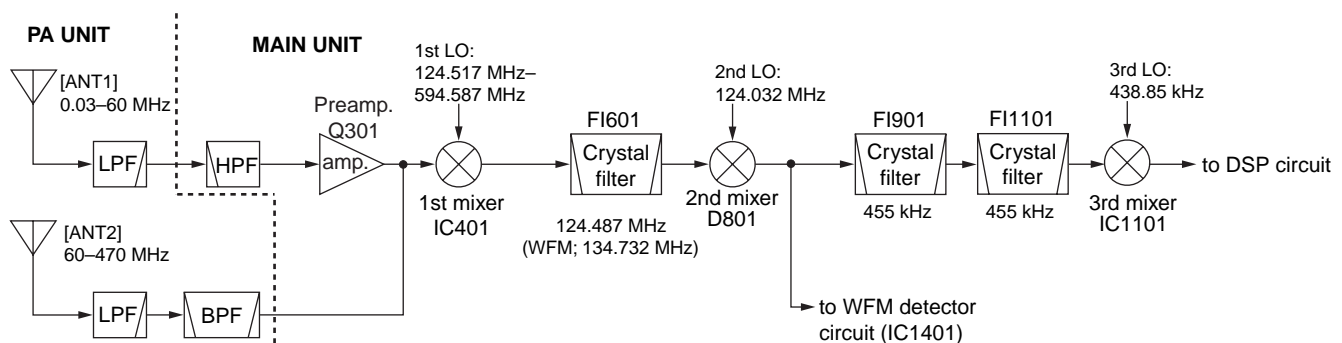 PA UNIT
MAIN UNIT
[ANT1]
0.03–60 MHz
LPF
HPF
Preamp.
Q301
amp.
1st LO:
124.517 MHz–
594.587 MHz
1st mixer
IC401
FI601
Crystal
filter
124.487 MHz
(WFM; 134.732 MHz)
2nd LO:
124.032 MHz
2nd mixer
D801
FI901
Crystal
filter
455 kHz
FI1101
Crystal
filter
455 kHz
3rd LO:
438.85 kHz
3rd mixer
IC1101
to DSP circuit
[ANT2]
60–470 MHz
LPF
BPF
to WFM detector
circuit (IC1401)